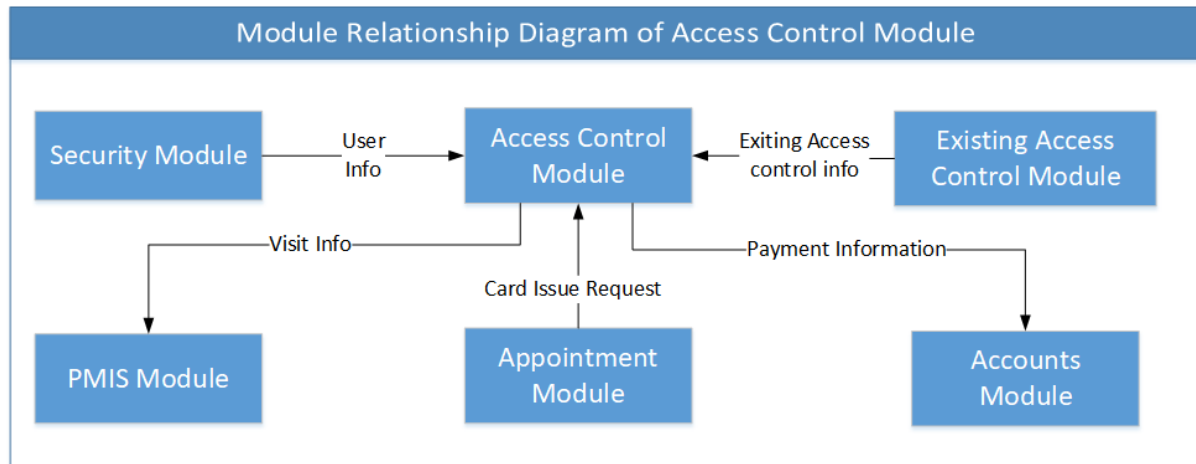 Module Relationship Diagram of Access Control Module
Security Module
User
Info
Access Control
Module
Exiting Access
control info
Existing Access
Control Module
Visit Info
Payment Information
Card Issue Request
PMIS Module
Appointment
Module
Accounts
Module